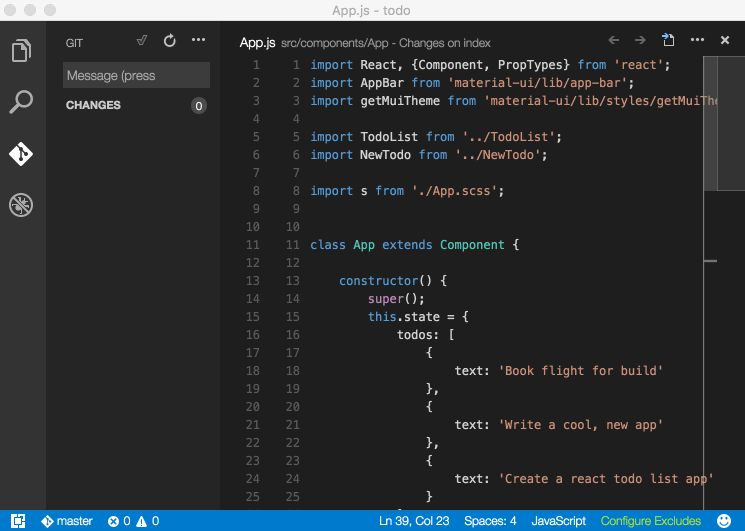 App.js - todo
GIT
Message (press
CHANGES 0
App.js src/components/App - Changes on index
1 1 import React, {Component, PropTypes} from 'react';
2 2 import AppBar from 'material-ui/lib/app-bar';
3 3 import getMuiTheme from 'material-ui/lib/styles/getMuiThe
4 4
5 5 import TodoList from '../TodoList';
6 6 import NewTodo from '../NewTodo';
7 7
8 8 import s from './App.scss';
9 9
10 10
11 11 class App extends Component {
12 12
13 13 constructor() {
14 14 super();
15 15 this.state = {
16 16 todos: [
17 17 {
18 18 text: 'Book flight for build'
19 19 },
20 20 {
21 21 text: 'Write a cool, new app'
22 22 },
23 23 {
24 24 text: 'Create a react todo list app'
25 25 }
master 0 0 Ln 39, Col 23 Spaces: 4 JavaScript Configure Excludes